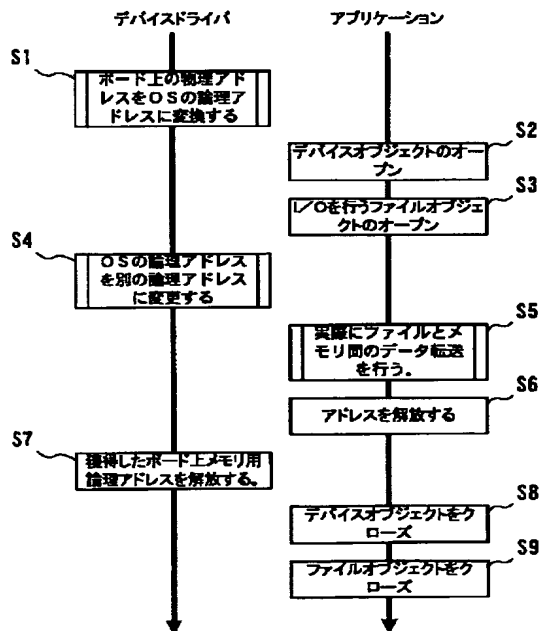 デバイスドライバ
アプリケーション
S1
ボード上の物理アド
レスをOSの論理ア
ドレスに変換する
S2
デバイスオブジェクトのオー
プン
S3
I/Oを行うファイルオブジェ
クトのオープン
S4
OSの論理アドレス
を別の論理アドレス
に変更する
S5
実際にファイルとメ
モリ間のデータ転送
を行う。
S6
アドレスを解放する
S7
獲得したボード上メモリ用
論理アドレスを解放する。
S8
デバイスオブジェクトをク
ローズ
S9
ファイルオブジェクトをク
ローズ